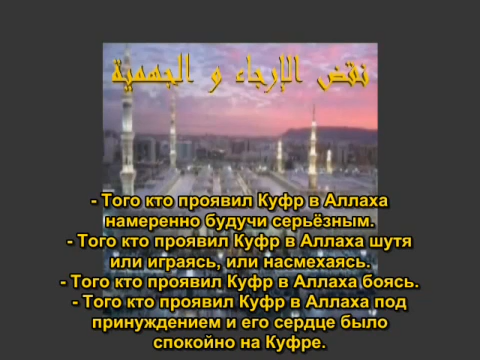 نقض الإرجاء و الجهمية
- Того кто проявил Куфр в Аллаха
намеренно будучи серьёзным.
- Того кто проявил Куфр в Аллаха шутя
или играясь, или насмехаясь.
- Того кто проявил Куфр в Аллаха боясь.
- Того кто проявил Куфр в Аллаха под
принуждением и его сердце было
спокойно на Куфре.